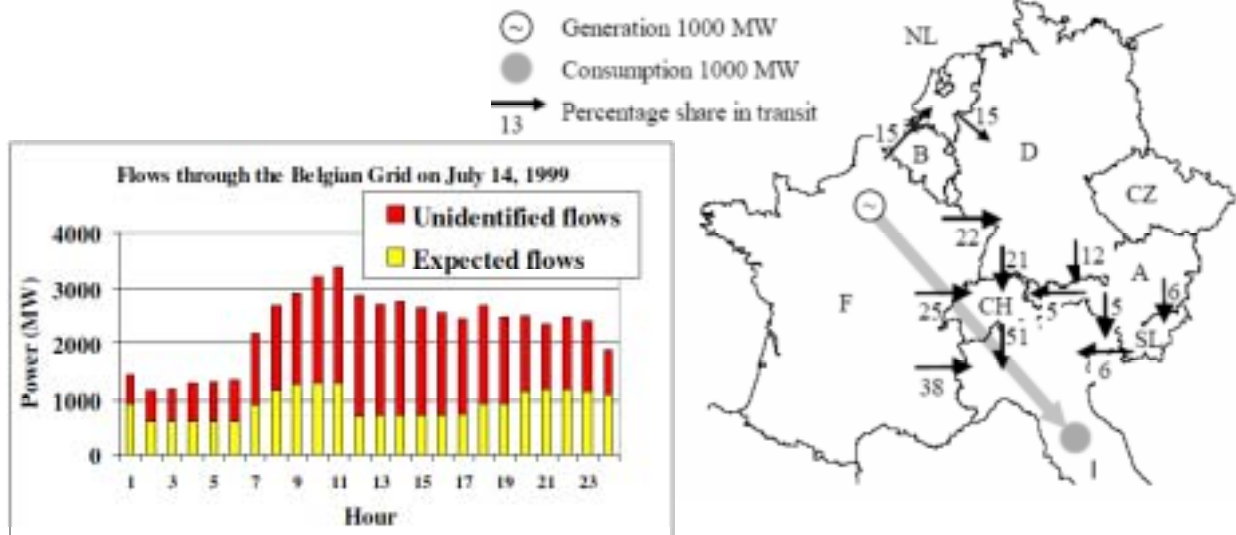 Generation 1000 MW
Consumption 1000 MW
13 Percentage share in transit
Flows through the Belgian Grid on July 14, 1999
Unidentified flows
Expected flows
Power (MW)
4000
3000
2000
1000
0
1 3 5 7 9 11 13 15 17 19 21 23
Hour
NL
15
15
B
D
CZ
22
21
12
A
6
F
25
CH
5
5
SL
51
6
38
I